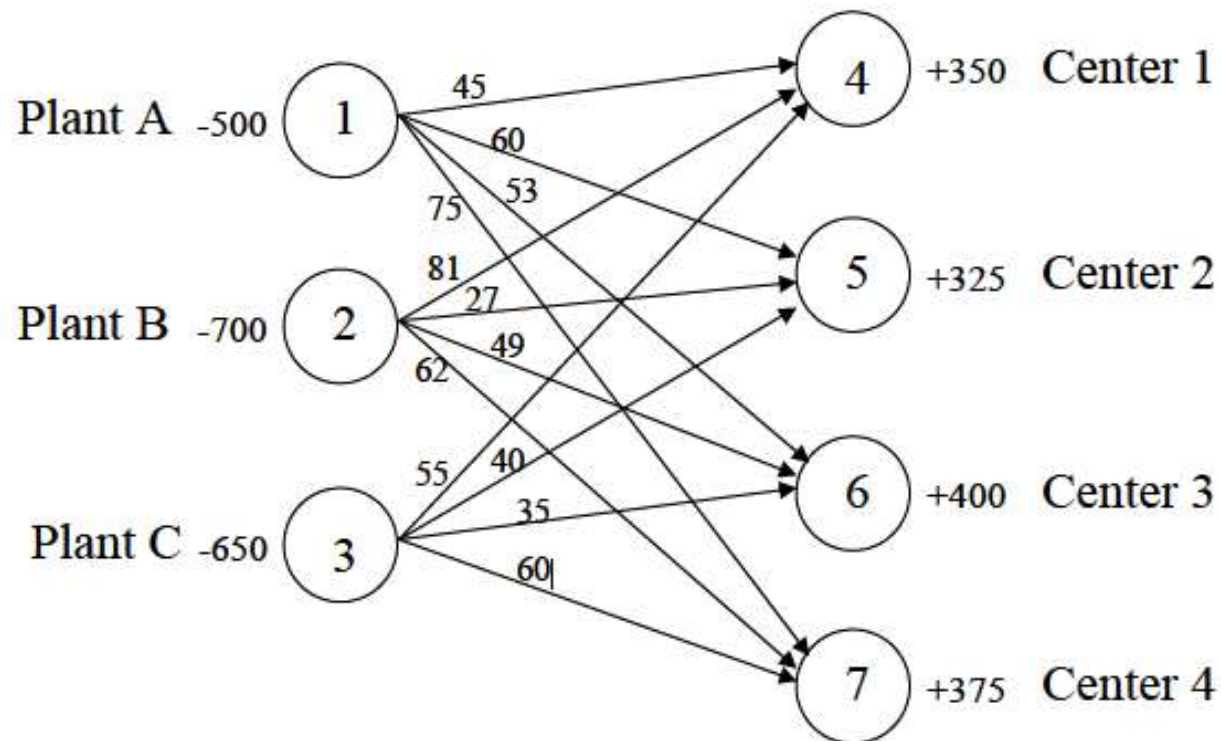 45
4 +350 Center 1
Plant A -500 1
60
53
75
81
5 +325 Center 2
27
Plant B -700 2
49
62
55
40
6 +400 Center 3
35
Plant C -650 3
60
7 +375 Center 4